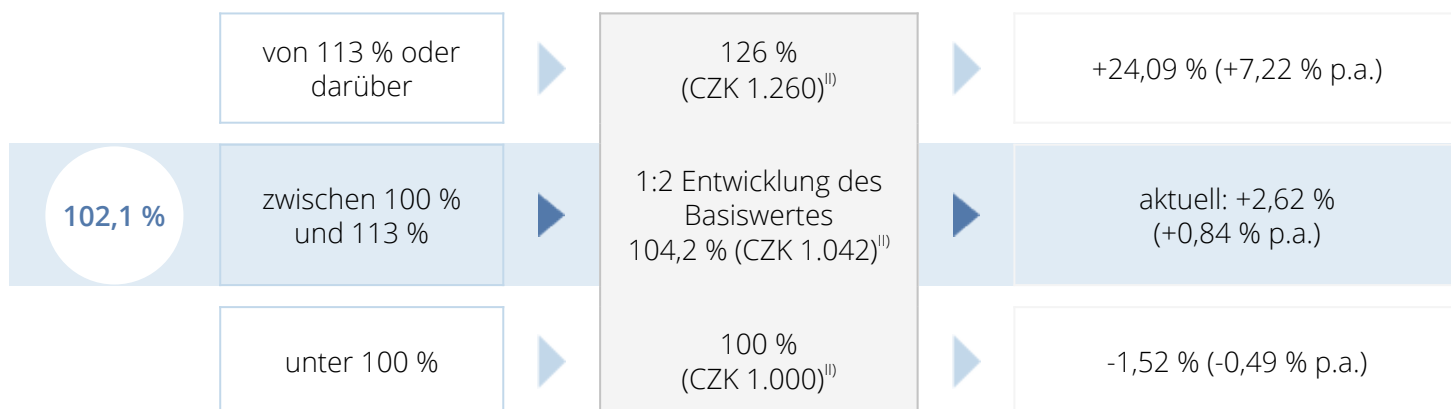 von 113 % oder
darüber
126 %
(CZK 1.260)II)
+24,09 % (+7,22 % p.a.)
102,1 %
zwischen 100 %
und 113 %
1:2 Entwicklung des
Basiswertes
104,2 % (CZK 1.042)II)
aktuell: +2,62 %
(+0,84 % p.a.)
unter 100 %
100 %
(CZK 1.000)II)
-1,52 % (-0,49 % p.a.)